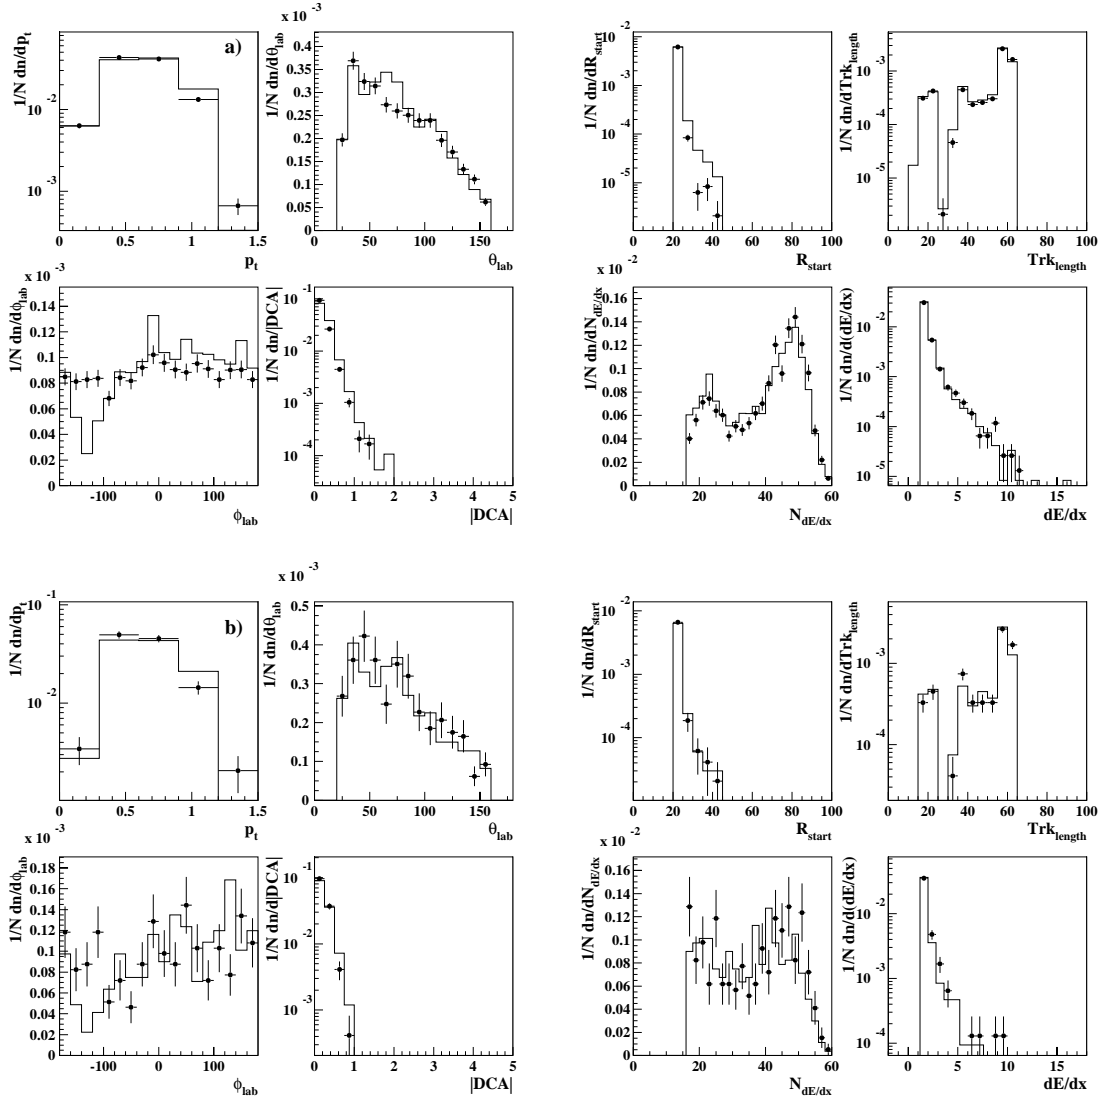 a)
1/N dn/dp_t
10^-2
10^-3
0 0.5 1 1.5
p_t
x 10^-3
1/N dn/dθ_lab
0.4
0.35
0.3
0.25
0.2
0.15
0.1
0.05
0
0 50 100 150
θ_lab
1/N dn/dR_start
10^-2
10^-3
10^-4
10^-5
0 20 40 60
R_start
1/N dn/dTrk_length
10^-3
10^-4
10^-5
0 20 40 60 80 100
Trk_length
x 10^-3
1/N dn/dϕ_lab
0.14
0.12
0.1
0.08
0.06
0.04
0.02
0
-100 0 100
ϕ_lab
1/N dn/|DCA|
10^-1
10^-2
10^-3
10^-4
0 1 2 3 4 5
|DCA|
x 10^-2
1/N dn/dN_dE/dx
0.16
0.14
0.12
0.1
0.08
0.06
0.04
0.02
0
20 40 60
N_dE/dx
1/N dn/d(dE/dx)
10^-2
10^-3
10^-4
10^-5
0 5 10 15
dE/dx
b)
1/N dn/dp_t
10^-1
10^-2
0 0.5 1 1.5
p_t
x 10^-3
1/N dn/dθ_lab
0.5
0.4
0.3
0.2
0.1
0
0 50 100 150
θ_lab
1/N dn/dR_start
10^-2
10^-3
10^-4
0 20 40 60
R_start
1/N dn/dTrk_length
10^-3
10^-4
0 20 40 60 80 100
Trk_length
x 10^-3
1/N dn/dϕ_lab
0.18
0.16
0.14
0.12
0.1
0.08
0.06
0.04
0.02
0
-100 0 100
ϕ_lab
1/N dn/d|DCA|
10^-1
10^-2
10^-3
0 1 2 3 4 5
|DCA|
x 10^-2
1/N dn/dN_dE/dx
0.16
0.14
0.12
0.1
0.08
0.06
0.04
0.02
0
20 40 60
N_dE/dx
1/N dn/d(dE/dx)
10^-2
10^-3
10^-4
0 5 10 15
dE/dx